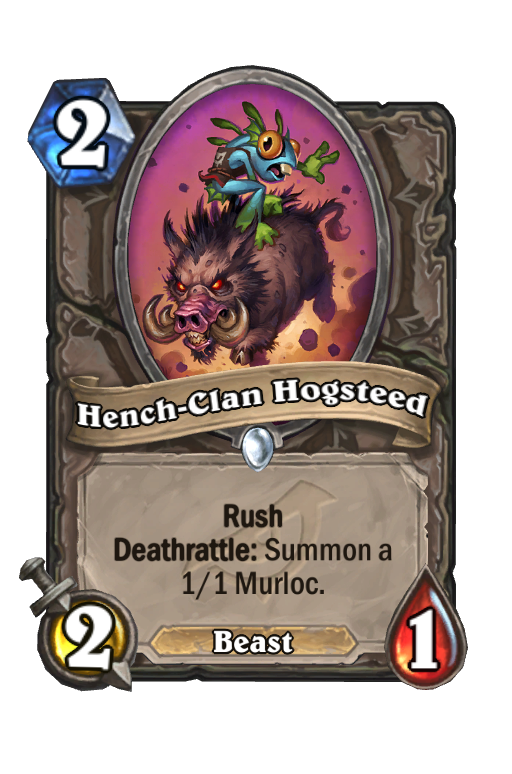 2
Hench-Clan Hogsteed
Rush
Deathrattle: Summon a
1/1 Murloc.
2
Beast
1